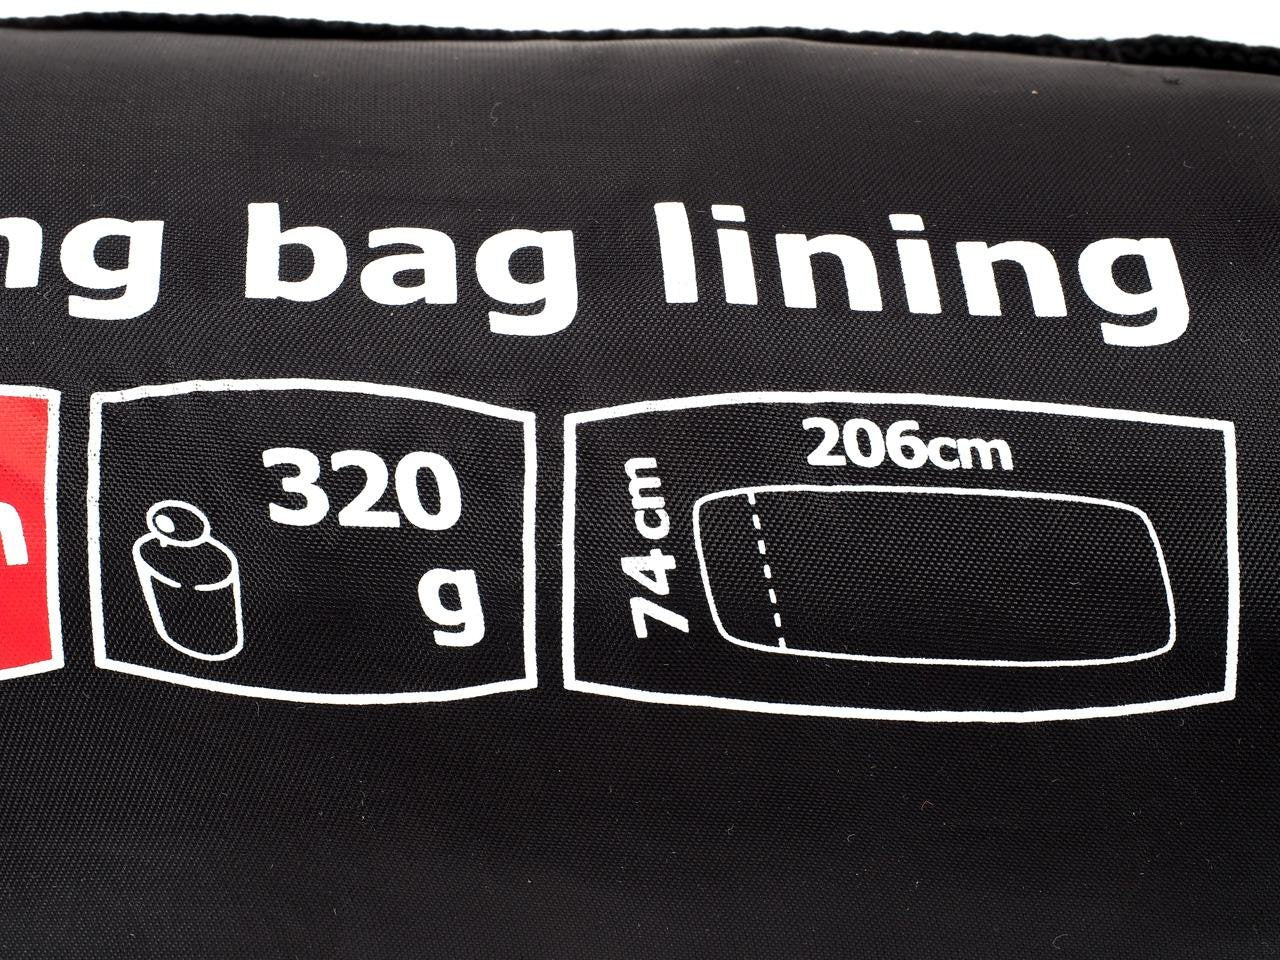 ng bag lining
320
g
206cm
74cm